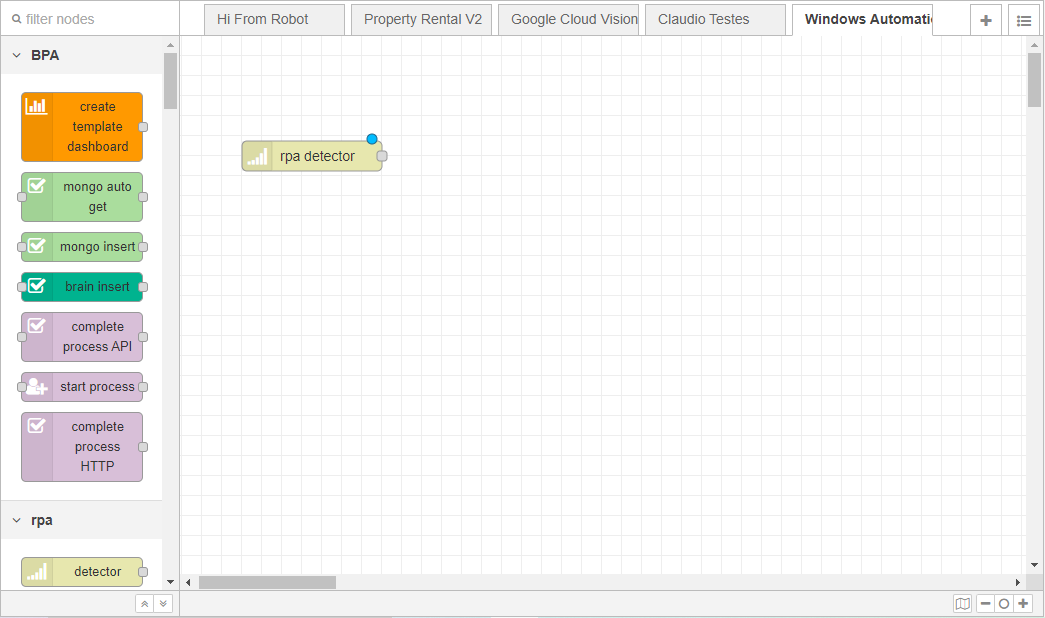 filter nodes
Hi From Robot
Property Rental V2
Google Cloud Vision
Claudio Testes
Windows Automati
BPA
create
template
dashboard
mongo auto
get
mongo insert
brain insert
complete
process API
start process
complete
process
HTTP
rpa
detector
rpa detector